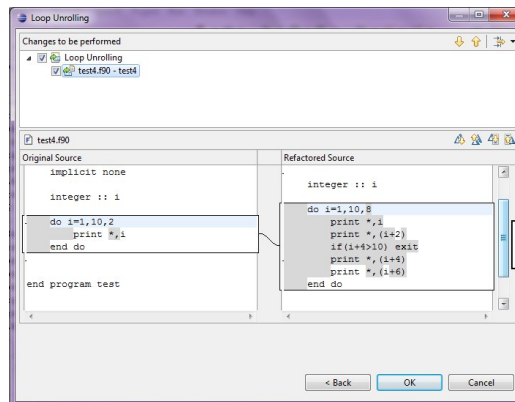 Loop Unrolling
Changes to be performed
Loop Unrolling
test4.f90 - test4
test4.f90
Original Source
implicit none
integer :: i
do i=1,10,2
print *,i
end do
end program test
Refactored Source
integer :: i
do i=1,10,8
print *,i
print *,(i+2)
if(i+4>10) exit
print *,(i+4)
print *,(i+6)
end do
< Back
OK
Cancel